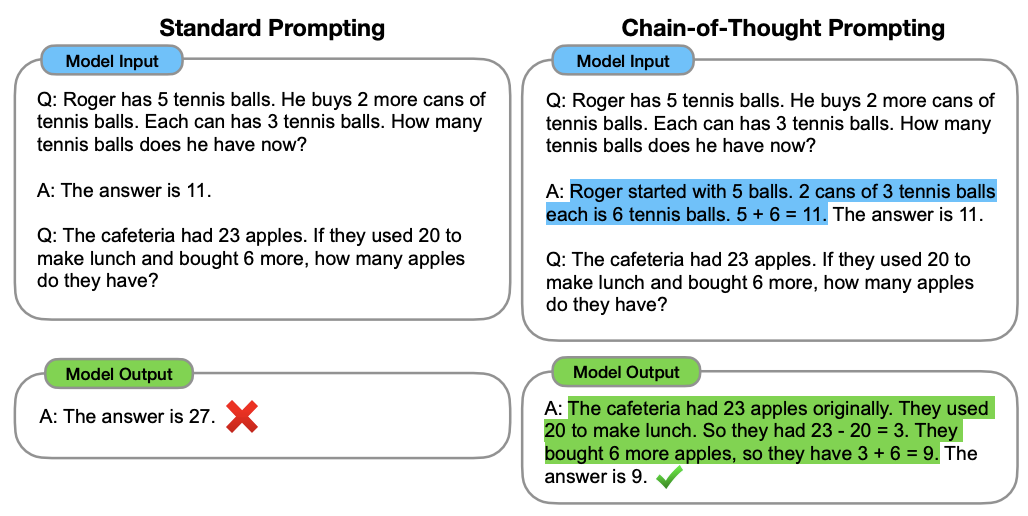 Standard Prompting
Model Input
Q: Roger has 5 tennis balls. He buys 2 more cans of
tennis balls. Each can has 3 tennis balls. How many
tennis balls does he have now?
A: The answer is 11.
Q: The cafeteria had 23 apples. If they used 20 to
make lunch and bought 6 more, how many apples
do they have?
Model Output
A: The answer is 27.
Chain-of-Thought Prompting
Model Input
Q: Roger has 5 tennis balls. He buys 2 more cans of
tennis balls. Each can has 3 tennis balls. How many
tennis balls does he have now?
A: Roger started with 5 balls. 2 cans of 3 tennis balls
each is 6 tennis balls. 5 + 6 = 11. The answer is 11.
Q: The cafeteria had 23 apples. If they used 20 to
make lunch and bought 6 more, how many apples
do they have?
Model Output
A: The cafeteria had 23 apples originally. They used
20 to make lunch. So they had 23 - 20 = 3. They
bought 6 more apples, so they have 3 + 6 = 9. The
answer is 9.